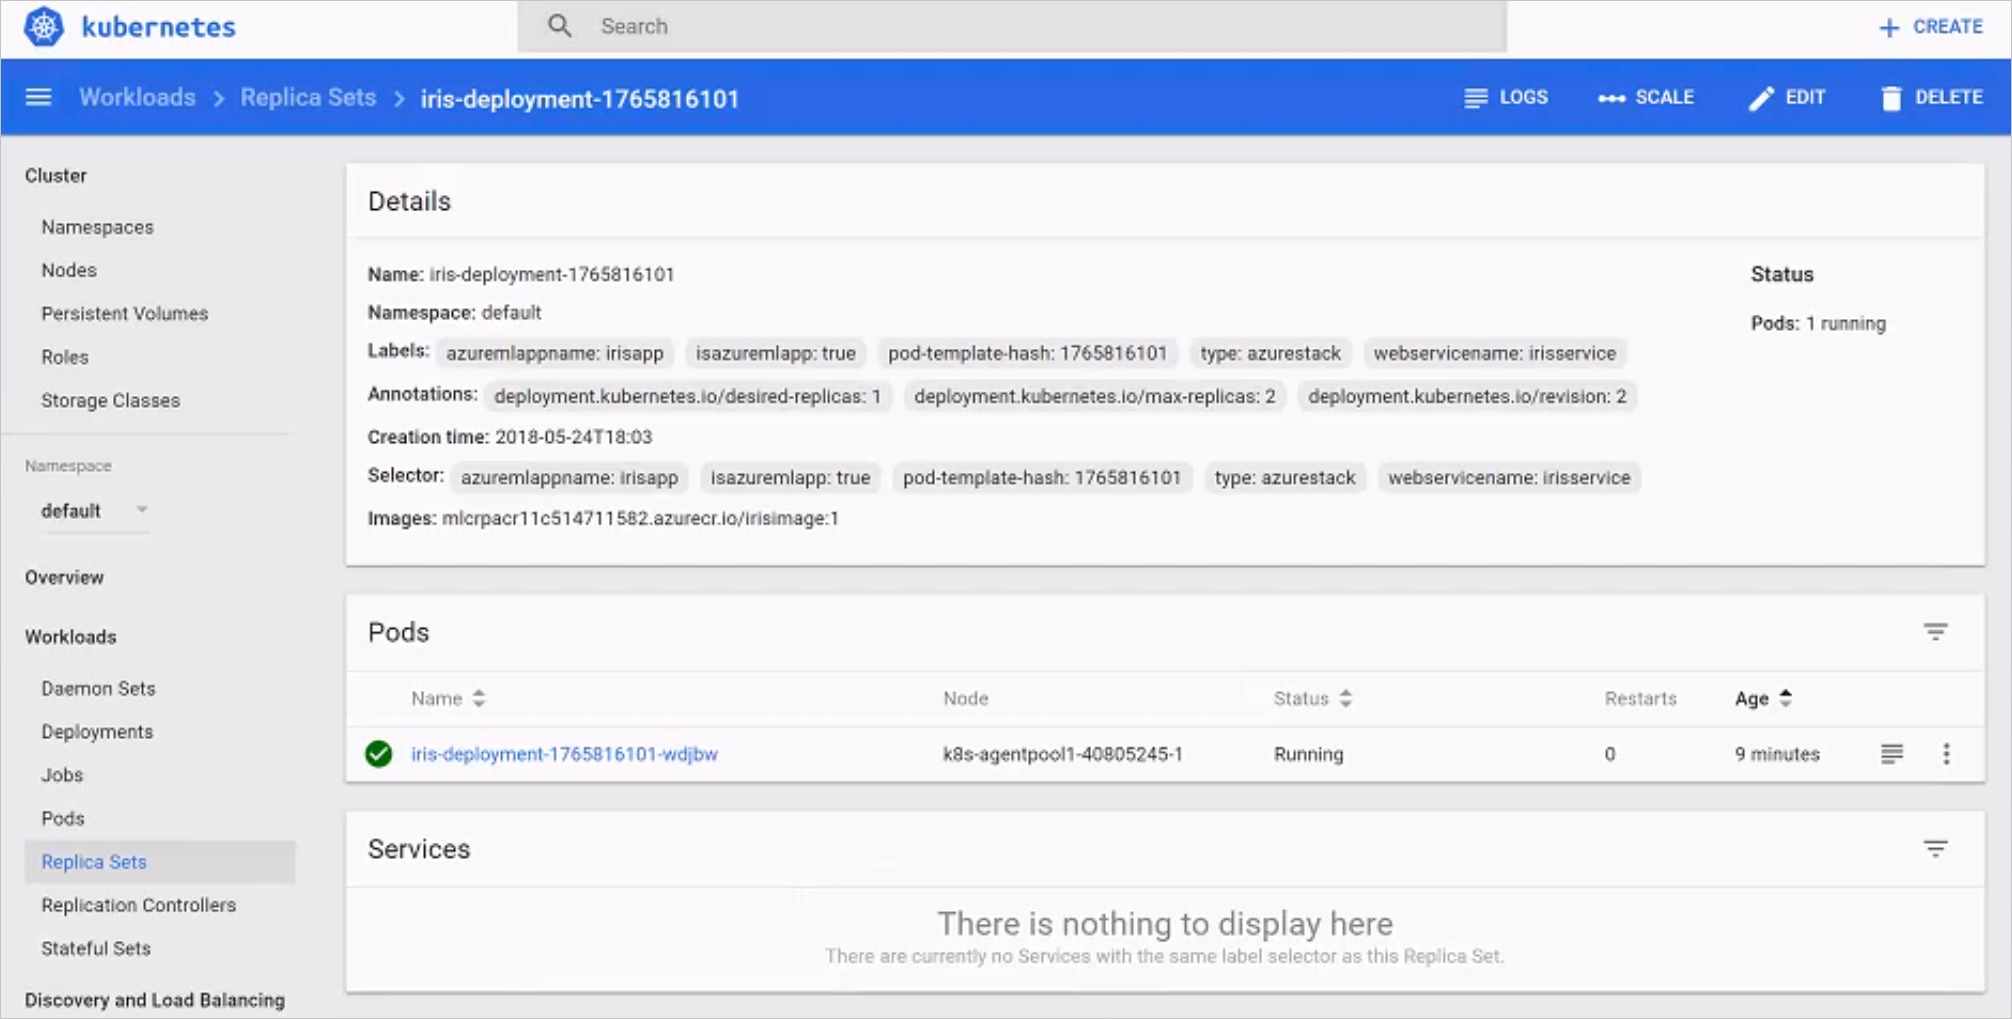 kubernetes
Search
CREATE
Workloads > Replica Sets > iris-deployment-1765816101
LOGS
SCALE
EDIT
DELETE
Cluster
Namespaces
Nodes
Persistent Volumes
Roles
Storage Classes
Namespace
default
Overview
Workloads
Daemon Sets
Deployments
Jobs
Pods
Replica Sets
Replication Controllers
Stateful Sets
Discovery and Load Balancing
Details
Name: iris-deployment-1765816101
Namespace: default
Labels: azuremlappname: irisapp isazuremlapp: true pod-template-hash: 1765816101 type: azurestack webservicename: irisservice
Annotations: deployment.kubernetes.io/desired-replicas: 1 deployment.kubernetes.io/max-replicas: 2 deployment.kubernetes.io/revision: 2
Creation time: 2018-05-24T18:03
Selector: azuremlappname: irisapp isazuremlapp: true pod-template-hash: 1765816101 type: azurestack webservicename: irisservice
Images: mlcrpacr11c514711582.azurecr.io/irisimage:1
Status
Pods: 1 running
Pods
Name Node Status Restarts Age
iris-deployment-1765816101-wdjbw k8s-agentpool1-40805245-1 Running 0 9 minutes
Services
There is nothing to display here
There are currently no Services with the same label selector as this Replica Set.